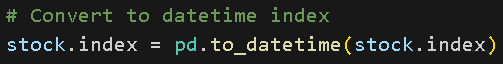 # Convert to datetime index
stock.index = pd.to_datetime(stock.index)